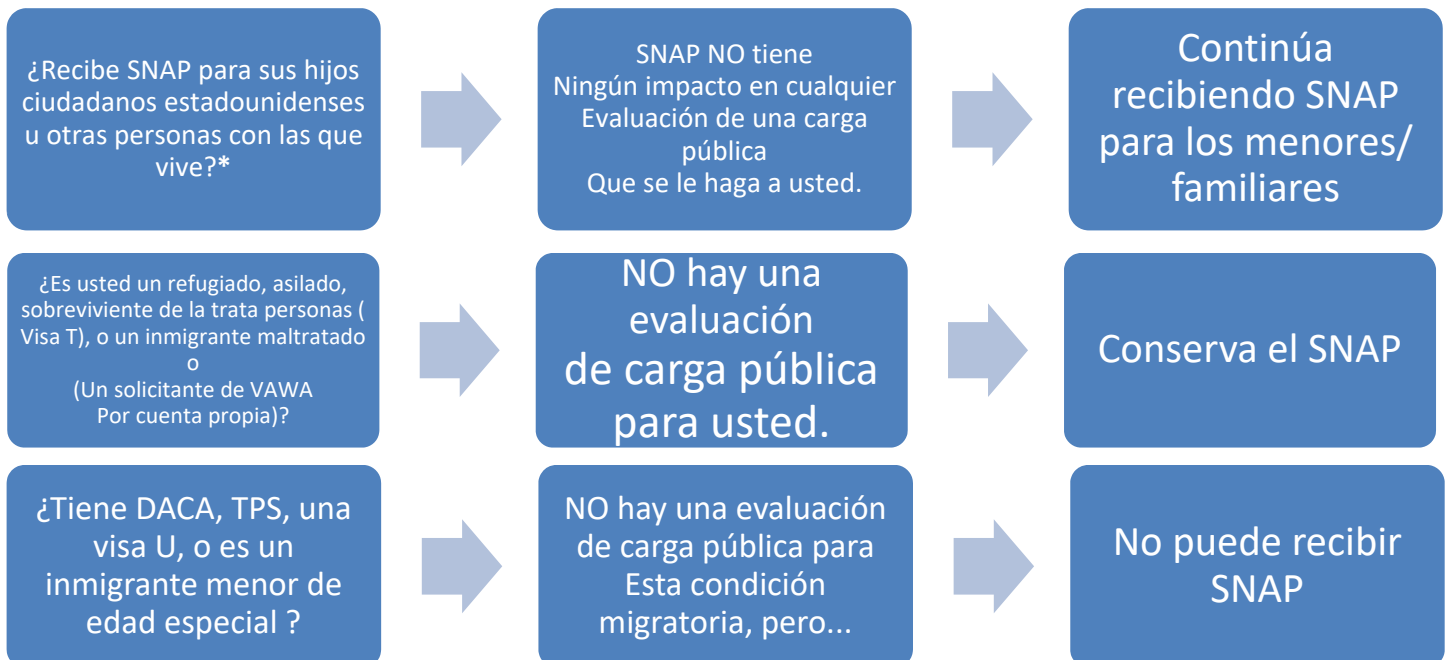 ¿Recibe SNAP para sus hijos
ciudadanos estadounidenses
u otras personas con las que
vive?*
SNAP NO tiene
Ningún impacto en cualquier
Evaluación de una carga
pública
Que se le haga a usted.
Continúa
recibiendo SNAP
para los menores/
familiares
¿Es usted un refugiado, asilado,
sobreviviente de la trata personas (
Visa T), o un inmigrante maltratado
o
(Un solicitante de VAWA
Por cuenta propia)?
NO hay una
evaluación
de carga pública
para usted.
Conserva el SNAP
¿Tiene DACA, TPS, una
visa U, o es un
inmigrante menor de
edad especial ?
NO hay una evaluación
de carga pública para
Esta condición
migratoria, pero...
No puede recibir
SNAP